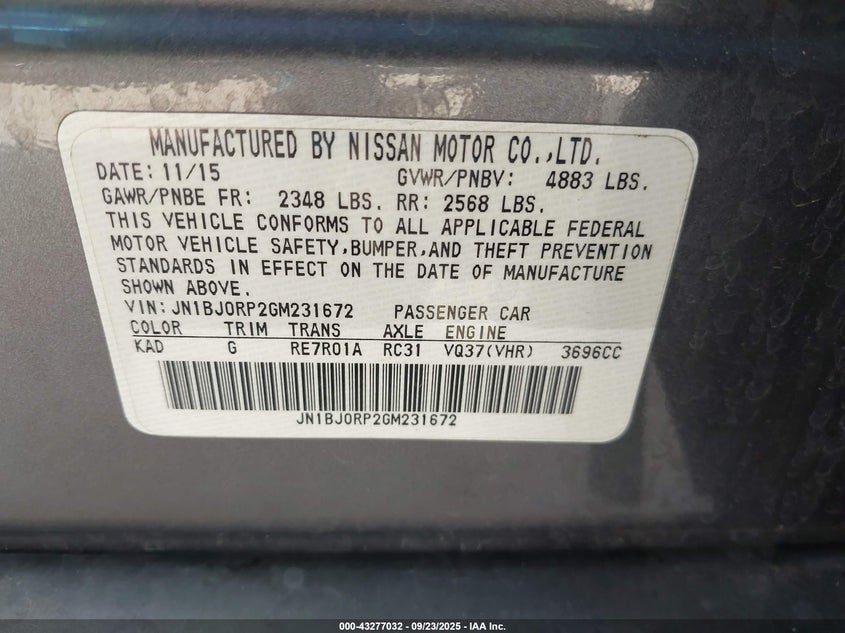 MANUFACTURED BY NISSAN MOTOR CO.,LTD.
DATE: 11/15 GVWR/PNBV: 4883 LBS.
GAWR/PNBE FR: 2348 LBS. RR: 2568 LBS.
THIS VEHICLE CONFORMS TO ALL APPLICABLE FEDERAL
MOTOR VEHICLE SAFETY,BUMPER,AND THEFT PREVENTION
STANDARDS IN EFFECT ON THE DATE OF MANUFACTURE
SHOWN ABOVE.
VIN: JN1BJ0RP2GM231672 PASSENGER CAR
COLOR TRIM TRANS AXLE ENGINE
KAD G RE7R01A RC31 VQ37(VHR) 3696CC
JN1BJ0RP2GM231672
000-43277032 - 09/23/2025 - IAA Inc.